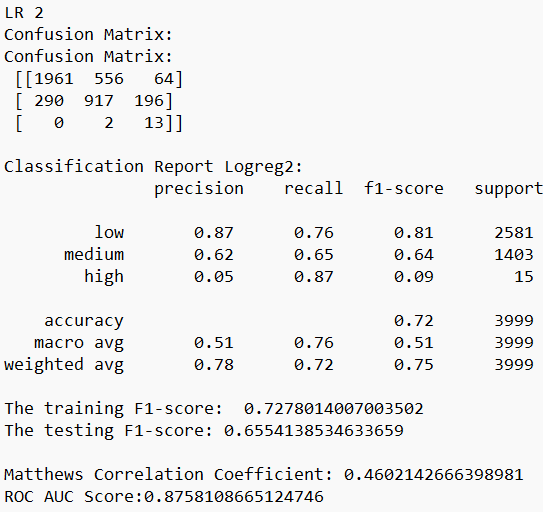 LR 2
Confusion Matrix:
Confusion Matrix:
[[1961 556 64]
[ 290 917 196]
[ 0 2 13]]
Classification Report Logreg2:
precision recall f1-score support
low 0.87 0.76 0.81 2581
medium 0.62 0.65 0.64 1403
high 0.05 0.87 0.09 15
accuracy 0.72 3999
macro avg 0.51 0.76 0.51 3999
weighted avg 0.78 0.72 0.75 3999
The training F1-score: 0.7278014007003502
The testing F1-score: 0.6554138534633659
Matthews Correlation Coefficient: 0.4602142666398981
ROC AUC Score:0.8758108665124746